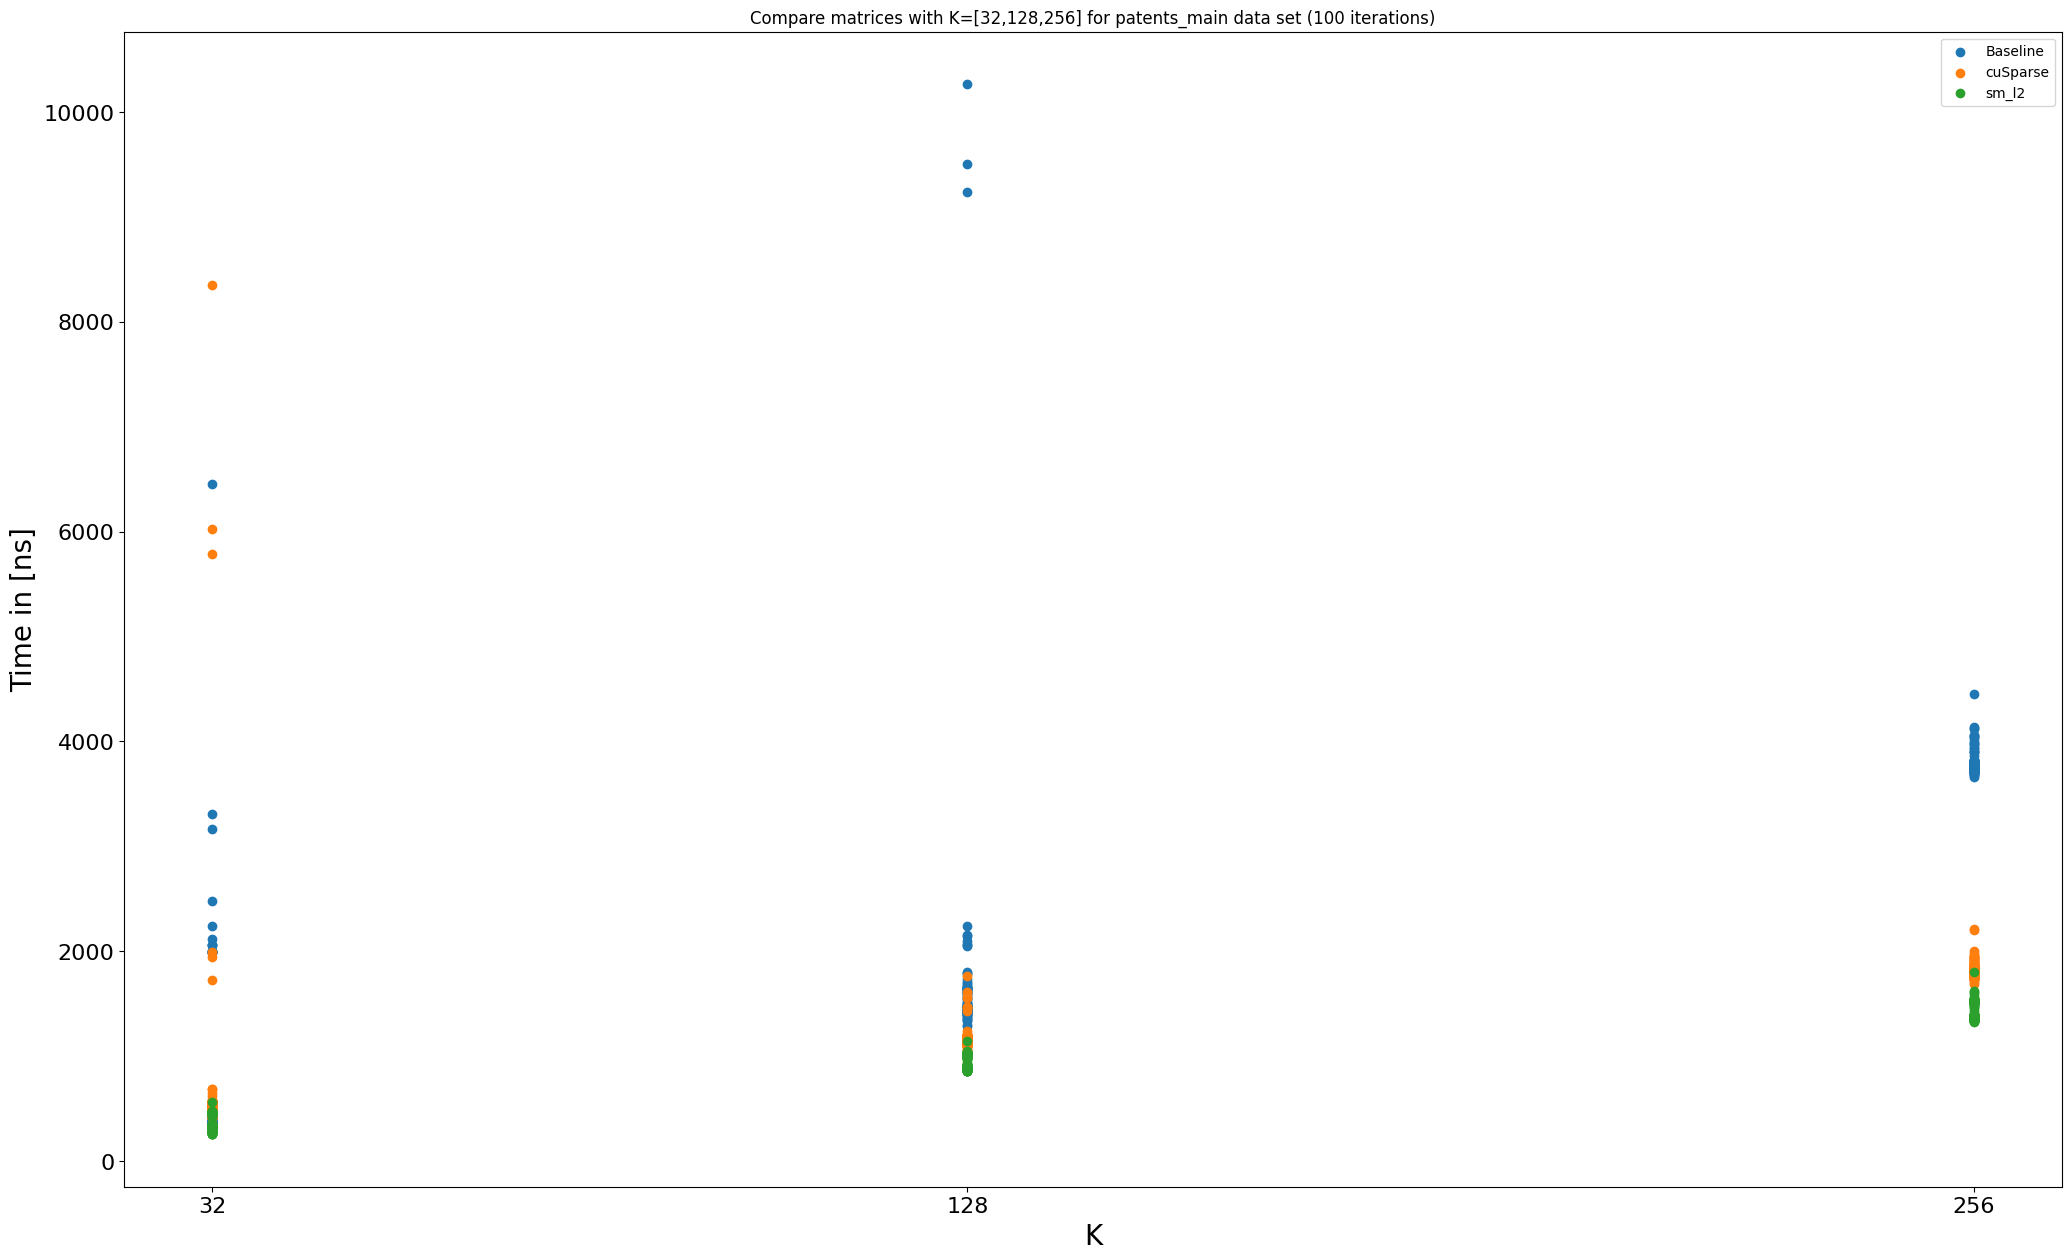 Compare matrices with K=[32,128,256] for patents_main data set (100 iterations)
Baseline
cuSparse
sm_l2
10000
8000
6000
4000
2000
0
Time in [ns]
32
128
256
K